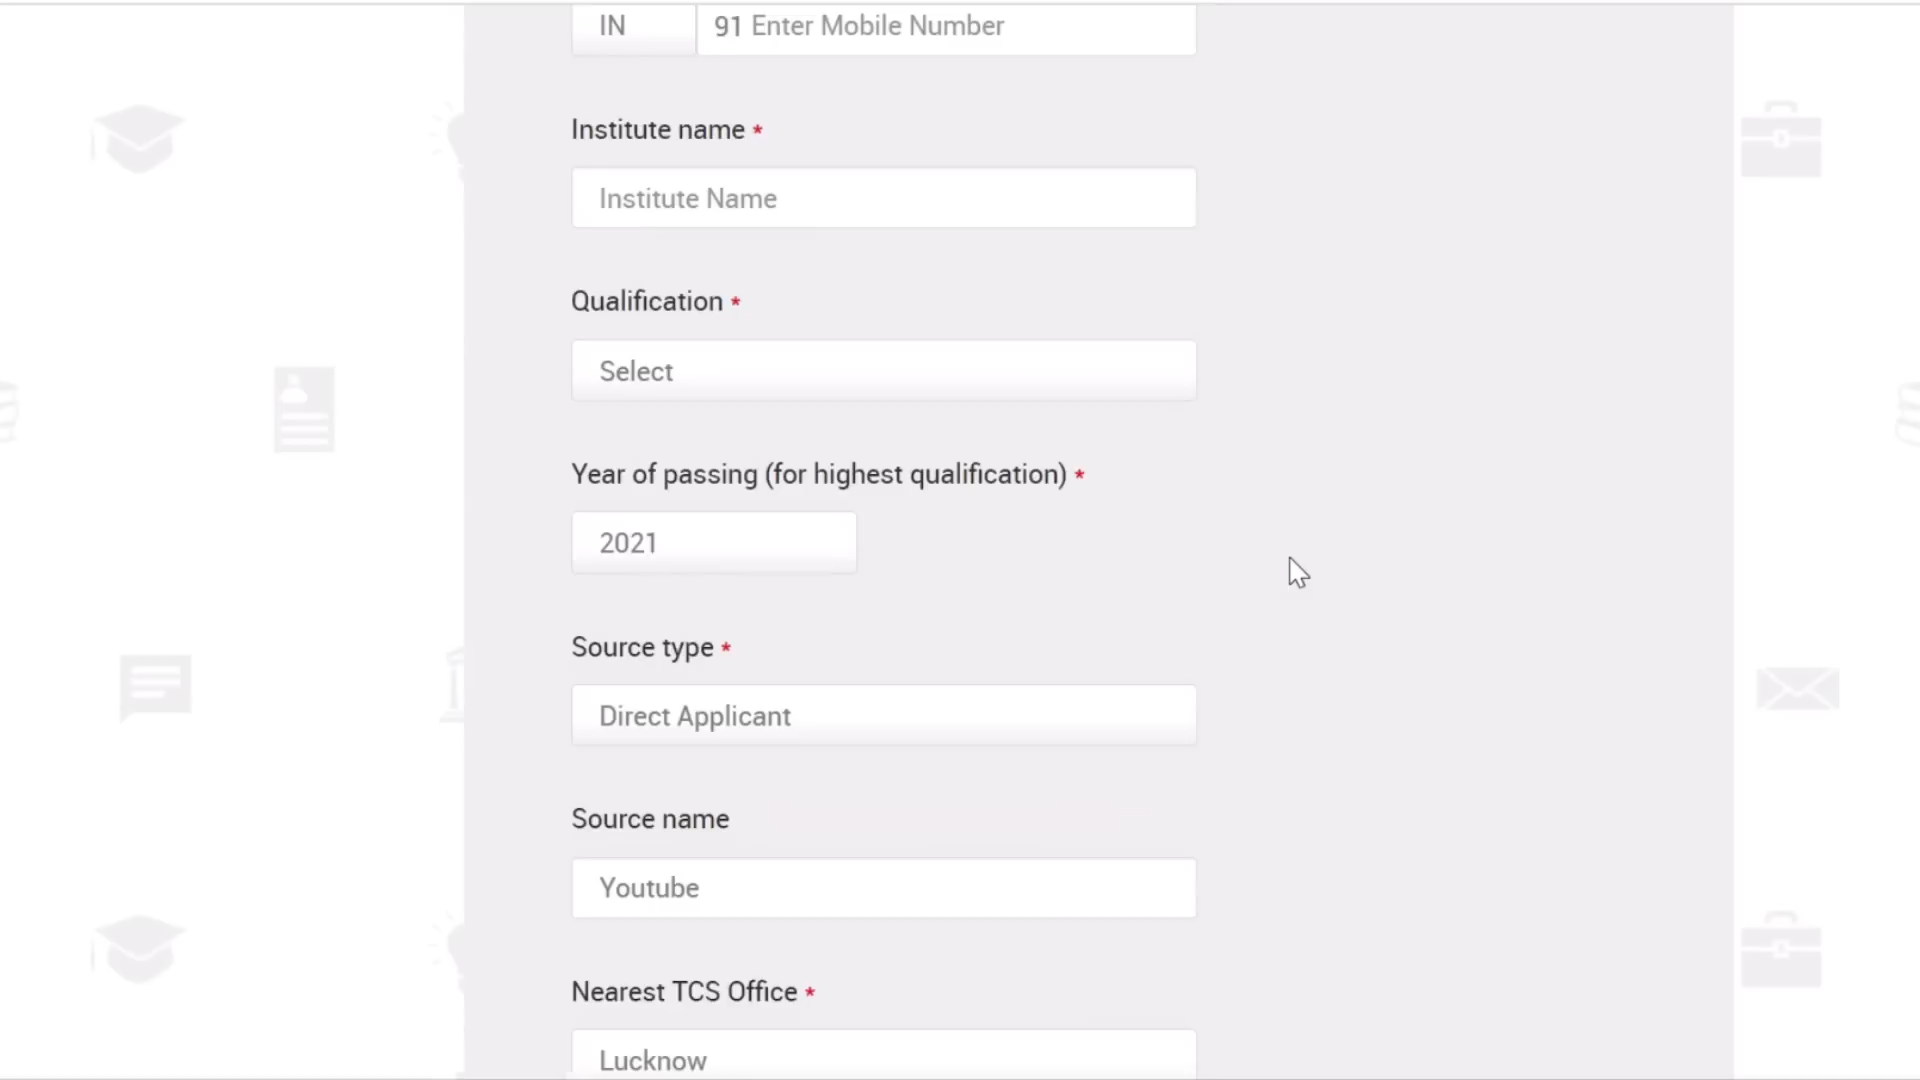 IN 91 Enter Mobile Number
Institute name *
Institute Name
Qualification *
Select
Year of passing (for highest qualification) *
2021
Source type *
Direct Applicant
Source name
Youtube
Nearest TCS Office *
Lucknow